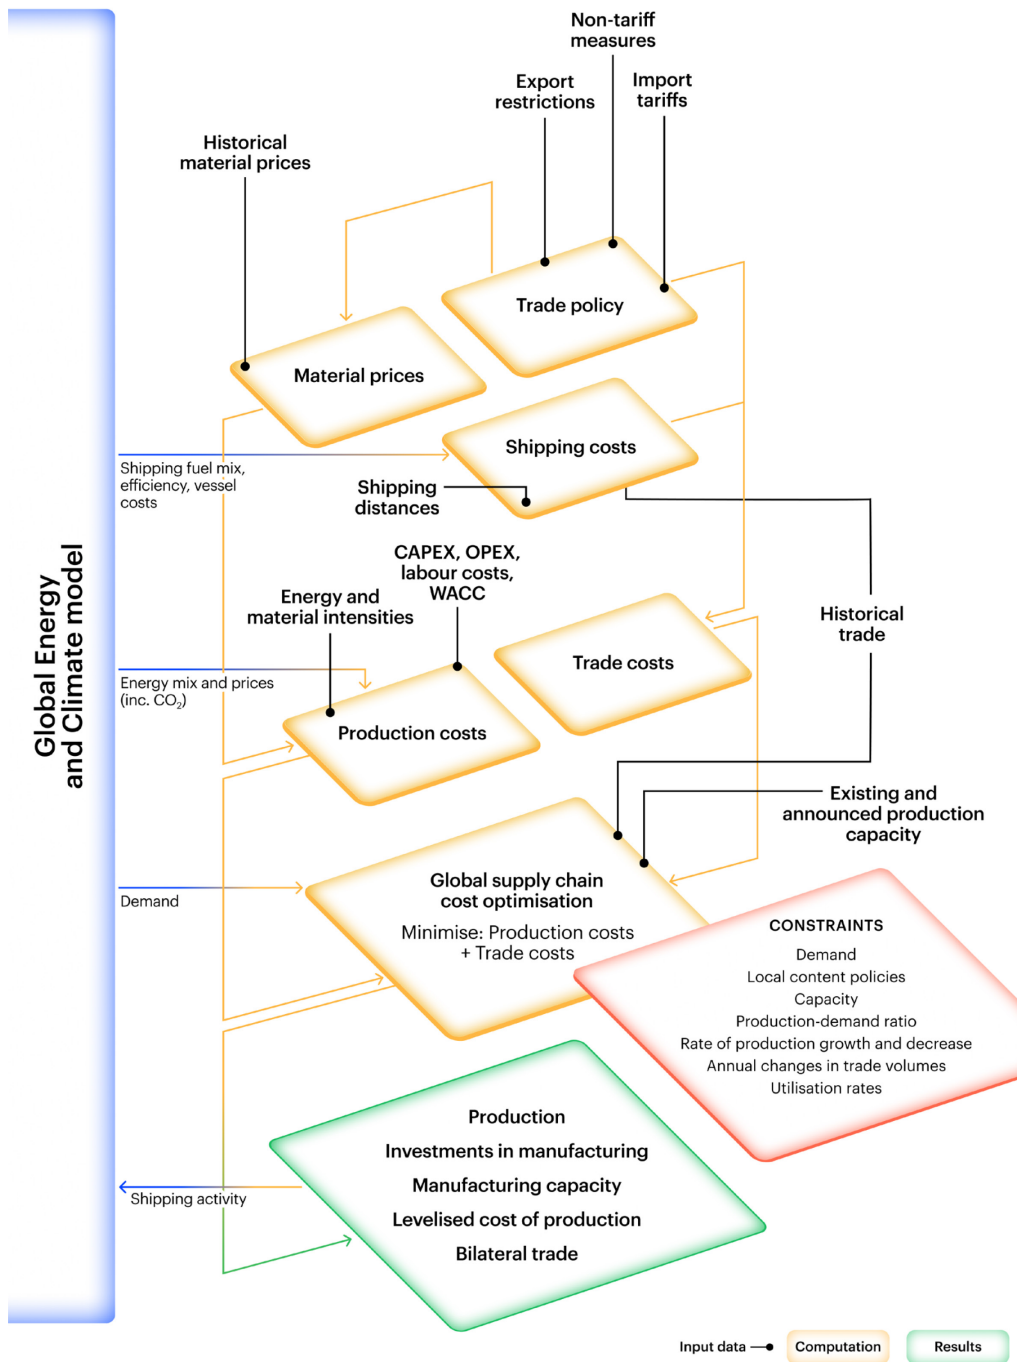 Non-tariff
measures
Export
restrictions
Import
tariffs
Historical
material prices
Trade policy
Material prices
Shipping costs
Shipping fuel mix,
efficiency, vessel
costs
Shipping
distances
CAPEX, OPEX,
labour costs,
WACC
Energy and
material intensities
Historical
trade
Trade costs
Energy mix and prices
(inc. CO₂)
Production costs
Global Energy
and Climate model
Existing and
announced production
capacity
Demand
Global supply chain
cost optimisation
Minimise: Production costs
+ Trade costs
CONSTRAINTS
Demand
Local content policies
Capacity
Production-demand ratio
Rate of production growth and decrease
Annual changes in trade volumes
Utilisation rates
Production
Investments in manufacturing
Manufacturing capacity
Levelised cost of production
Bilateral trade
Shipping activity
Input data
Computation
Results